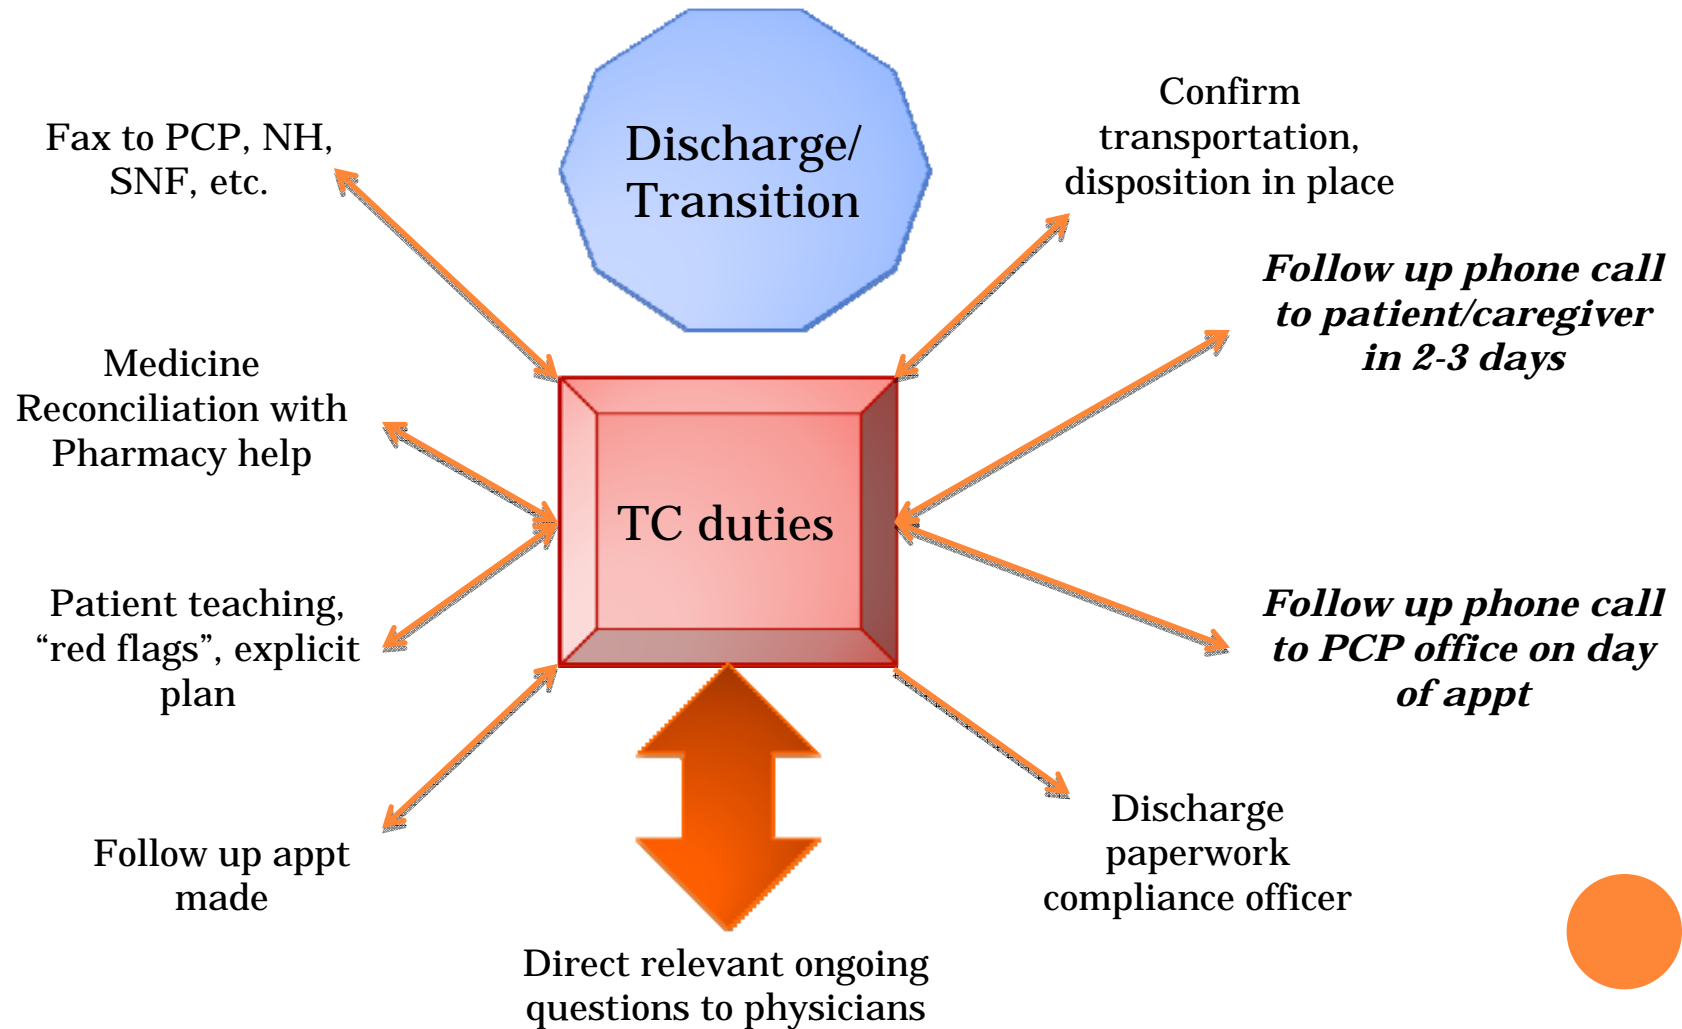 Discharge/
Transition
Fax to PCP, NH,
SNF, etc.
Confirm
transportation,
disposition in place
Follow up phone call
to patient/caregiver
in 2-3 days
Medicine
Reconciliation with
Pharmacy help
TC duties
Patient teaching,
“red flags”, explicit
plan
Follow up phone call
to PCP office on day
of appt
Follow up appt
made
Discharge
paperwork
compliance officer
Direct relevant ongoing
questions to physicians